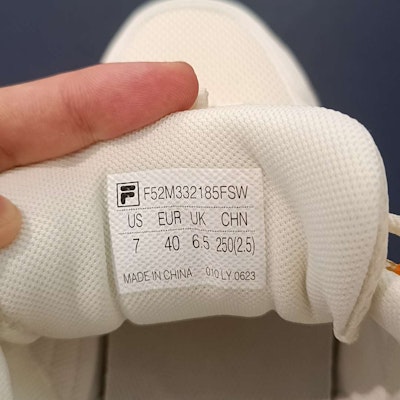 F F52M332185FSW
US EUR UK CHN
7 40 6.5 250(2.5)
MADE IN CHINA 010 LY 0623